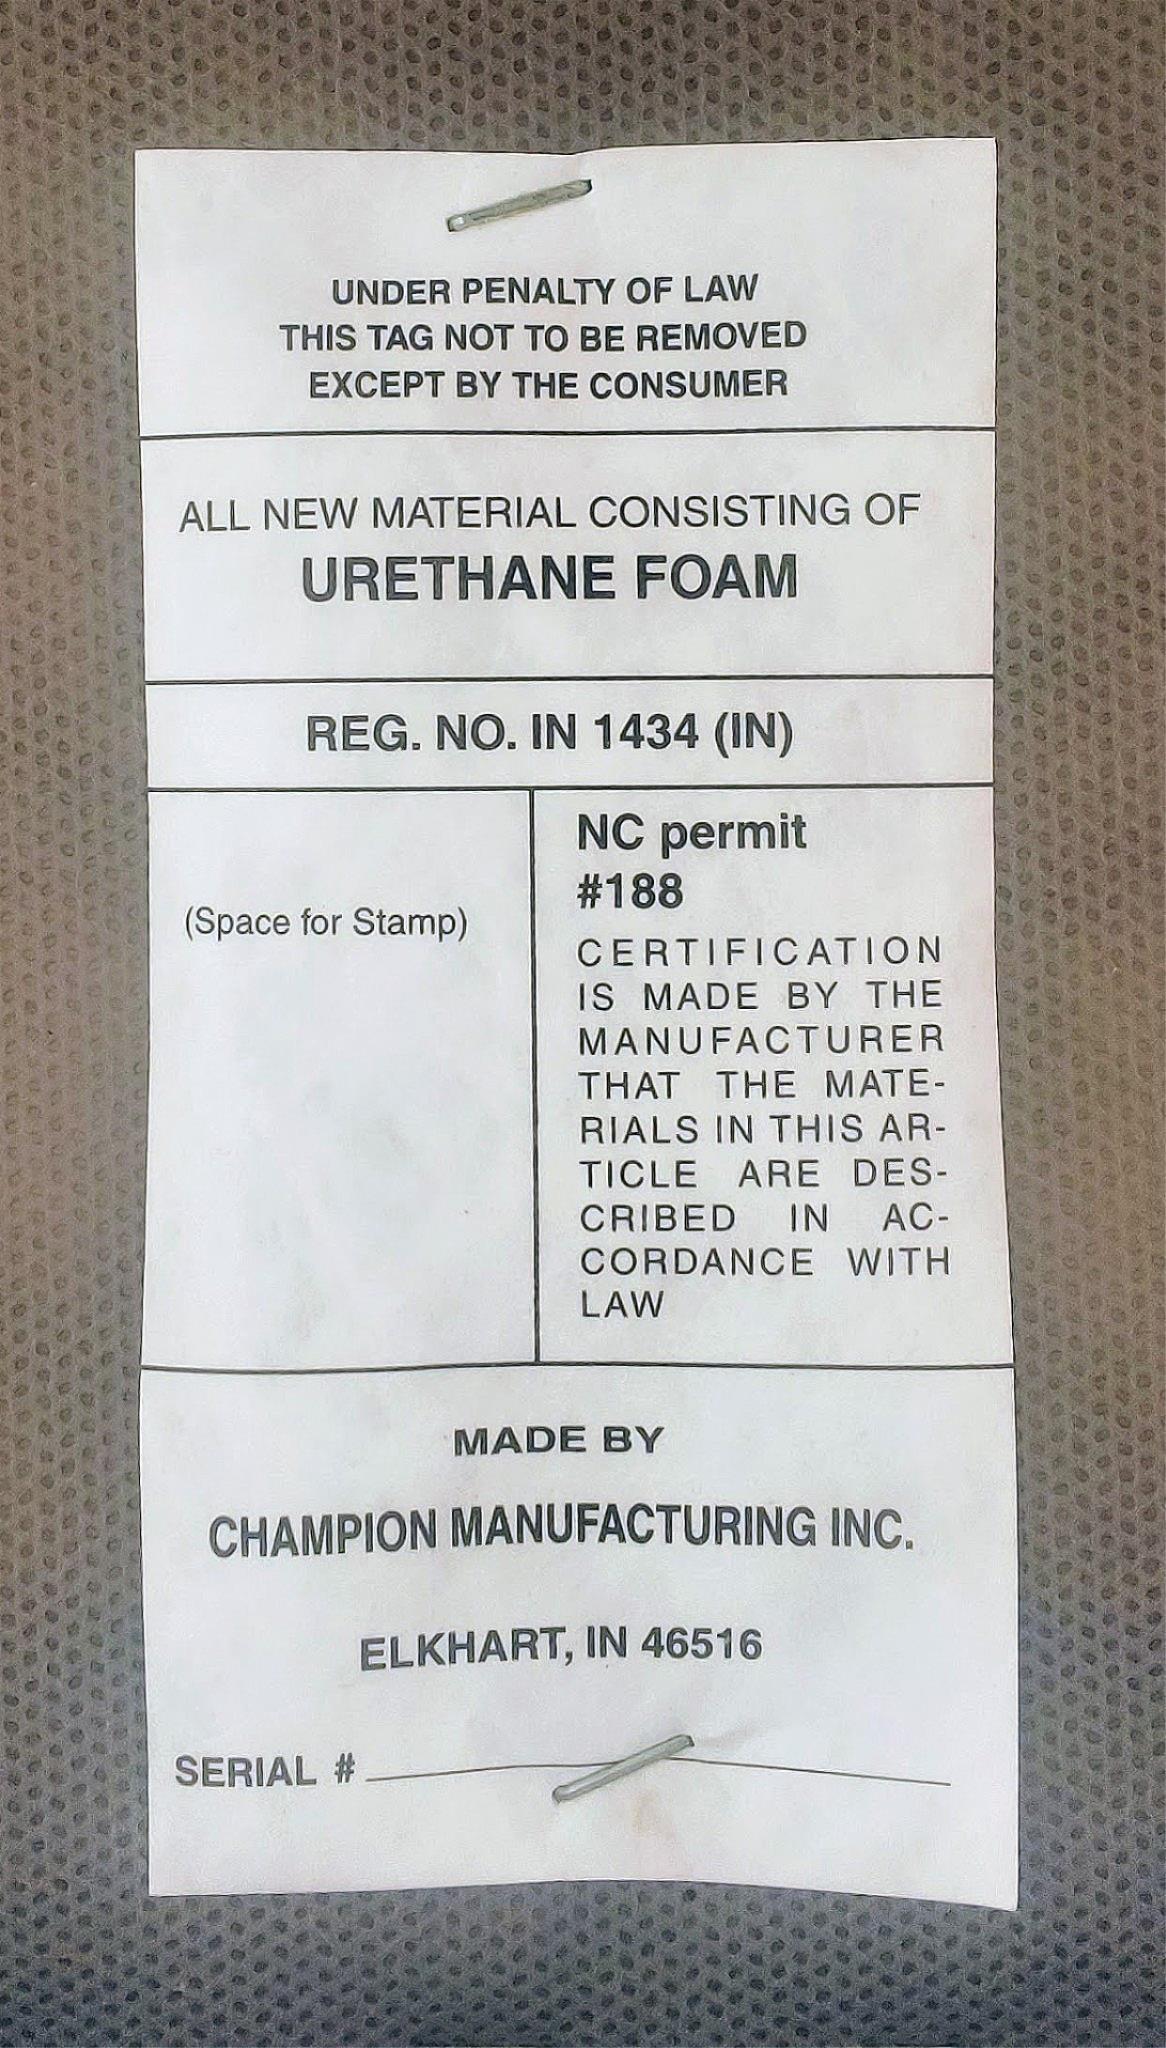 UNDER PENALTY OF LAW
THIS TAG NOT TO BE REMOVED
EXCEPT BY THE CONSUMER
ALL NEW MATERIAL CONSISTING OF
URETHANE FOAM
REG. NO. IN 1434 (IN)
(Space for Stamp)
NC permit
#188
CERTIFICATION
IS MADE BY THE
MANUFACTURER
THAT THE MATE-
RIALS IN THIS AR-
TICLE ARE DES-
CRIBED IN AC-
CORDANCE WITH
LAW
MADE BY
CHAMPION MANUFACTURING INC.
ELKHART, IN 46516
SERIAL #